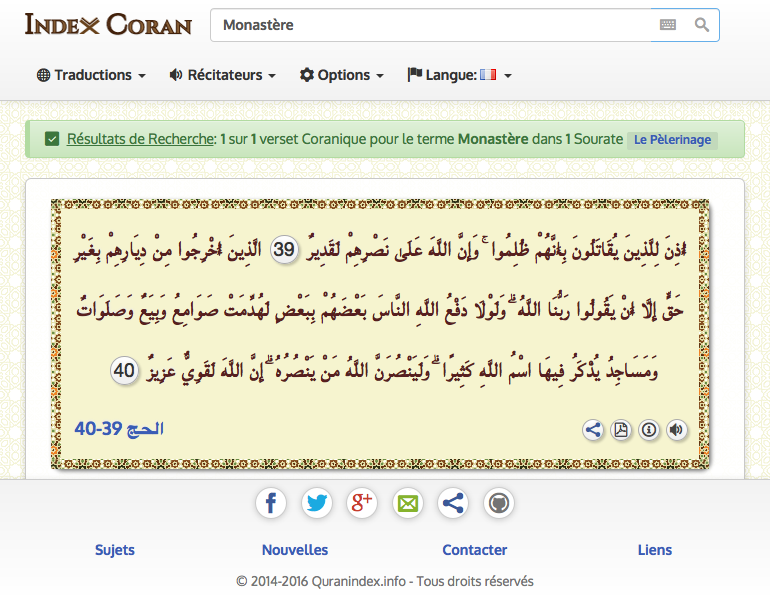 Index Coran
Monastère
Traductions
Récitateurs
Options
Langue:
Résultats de Recherche: 1 sur 1 verset Coranique pour le terme Monastère dans 1 Sourate Le Pèlerinage
اُذِنَ لِلَّذِينَ يُقَاتَلُونَ بِاَنَّهُمْ ظُلِمُوا ۚ وَإِنَّ اللَّهَ عَلَىٰ نَصْرِهِمْ لَقَدِيرٌ 39 الَّذِينَ اُخْرِجُوا مِنْ دِيَارِهِمْ بِغَيْرِ
حَقٍّ إِلَّا اَنْ يَقُولُوا رَبُّنَا اللَّهُ ۗ وَلَوْلَا دَفْعُ اللَّهِ النَّاسَ بَعْضَهُمْ بِبَعْضٍ لَهُدِّمَتْ صَوَامِعُ وَبِيَعٌ وَصَلَوَاتٌ
وَمَسَاجِدُ يُذْكَرُ فِيهَا اسْمُ اللَّهِ كَثِيرًا ۗ وَلَيَنْصُرَنَّ اللَّهُ مَنْ يَنْصُرُهُ ۗ إِنَّ اللَّهَ لَقَوِيٌّ عَزِيزٌ 40
الحج 39-40
Sujets
Nouvelles
Contacter
Liens
© 2014-2016 Quranindex.info - Tous droits réservés